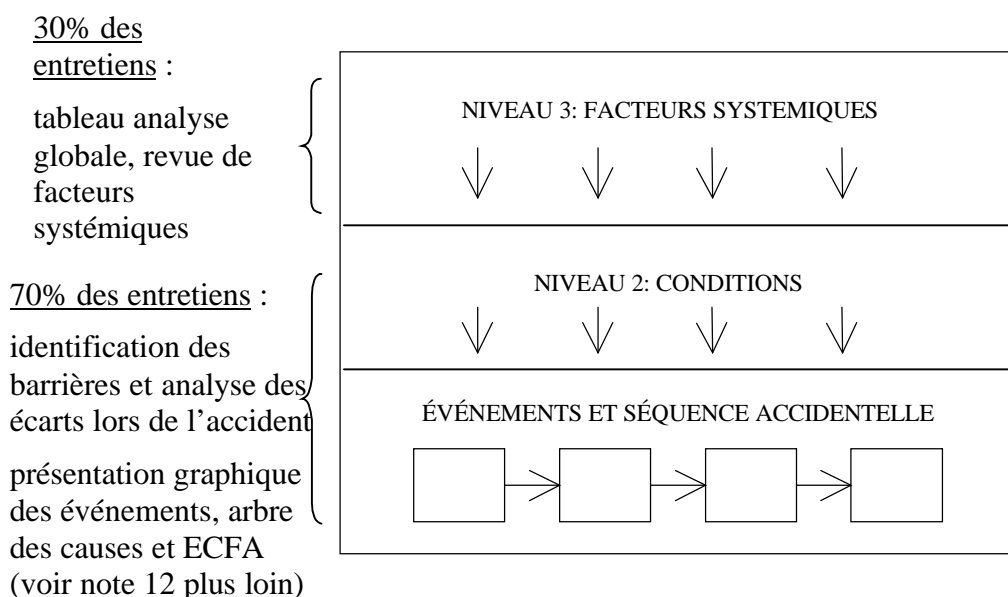 30% des
entretiens :
tableau analyse
globale, revue de
facteurs
systémiques
70% des entretiens :
identification des
barrières et analyse des
écarts lors de l’accident
présentation graphique
des événements, arbre
des causes et ECFA
(voir note 12 plus loin)
NIVEAU 3: FACTEURS SYSTEMIQUES
NIVEAU 2: CONDITIONS
ÉVÉNEMENTS ET SÉQUENCE ACCIDENTELLE